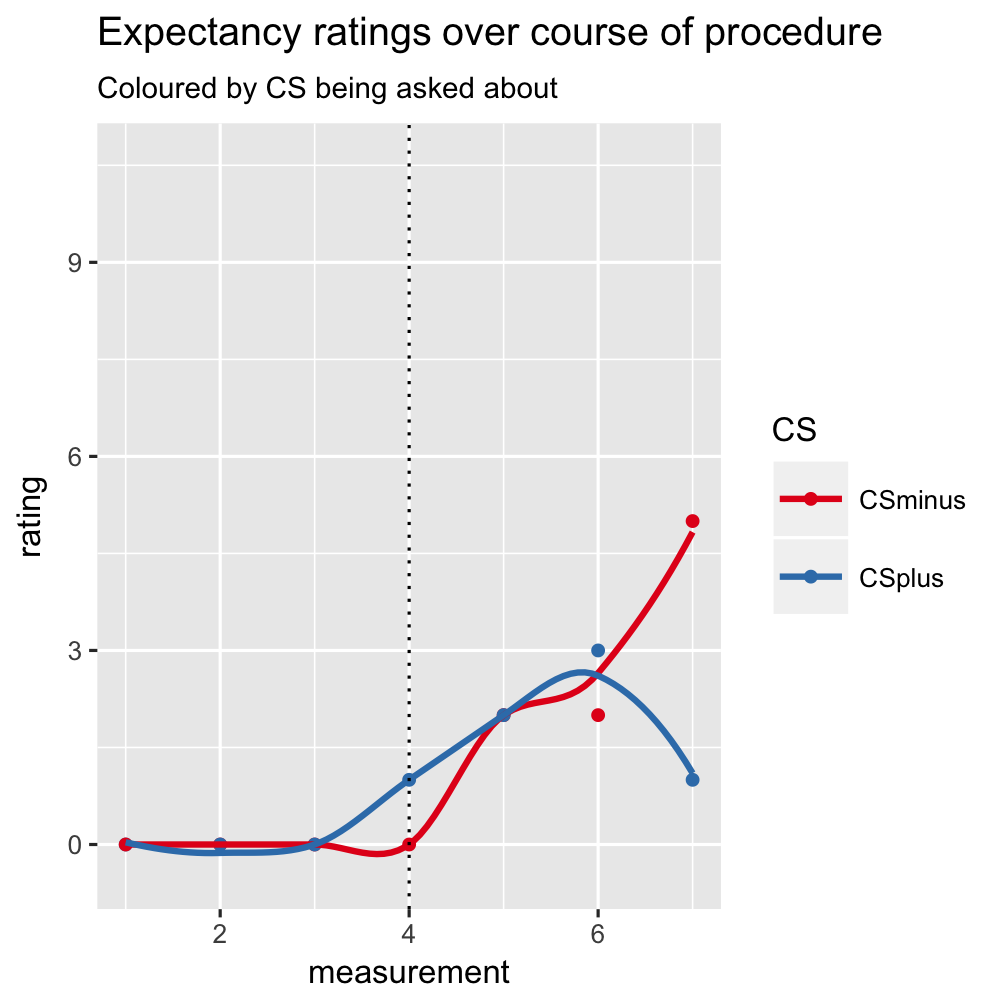 Expectancy ratings over course of procedure
Coloured by CS being asked about
9
6
3
0
rating
2 4 6
measurement
CS
CSminus
CSplus